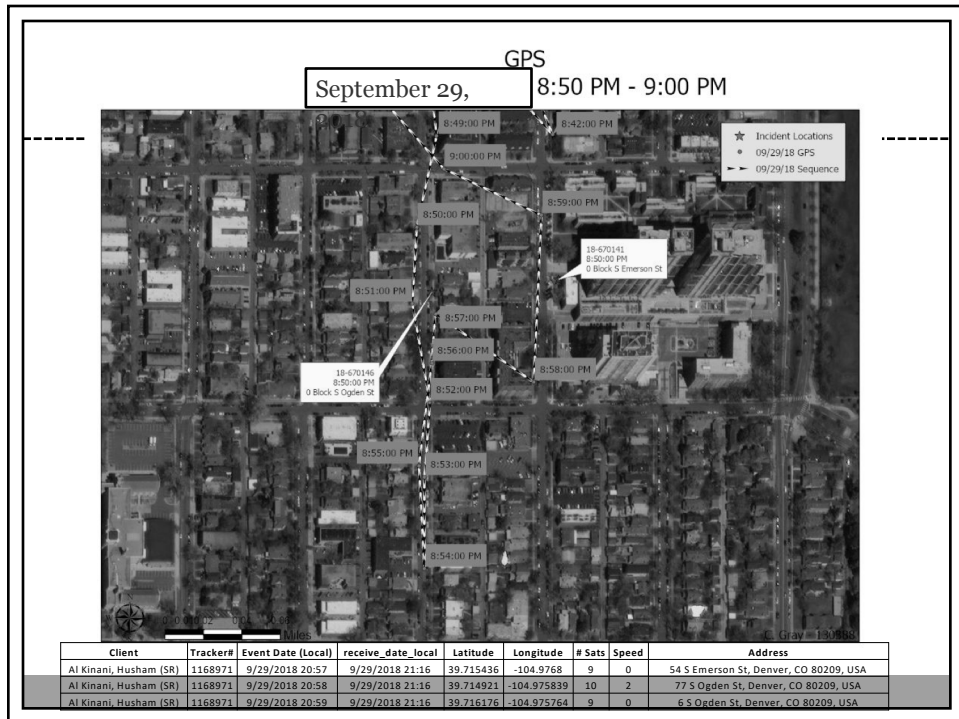 GPS
September 29,
8:50 PM - 9:00 PM
8:49:00 PM
8:42:00 PM
Incident Locations
09/29/18 GPS
09/29/18 Sequence
9:00:00 PM
8:59:00 PM
8:50:00 PM
18-670141
8:50:00 PM
0 Block S Emerson St
8:51:00 PM
8:57:00 PM
8:56:00 PM
8:58:00 PM
18-670146
8:50:00 PM
0 Block S Ogden St
8:52:00 PM
8:55:00 PM
8:53:00 PM
8:54:00 PM
Miles
Client Tracker# Event Date (Local) receive_date_local Latitude Longitude # Sats Speed Address
Al Kinani, Husham (SR) 1168971 9/29/2018 20:57 9/29/2018 21:16 39.715436 -104.9768 9 0 54 S Emerson St, Denver, CO 80209, USA
Al Kinani, Husham (SR) 1168971 9/29/2018 20:58 9/29/2018 21:16 39.714921 -104.975839 10 2 77 S Ogden St, Denver, CO 80209, USA
Al Kinani, Husham (SR) 1168971 9/29/2018 20:59 9/29/2018 21:16 39.716176 -104.975764 9 0 6 S Ogden St, Denver, CO 80209, USA